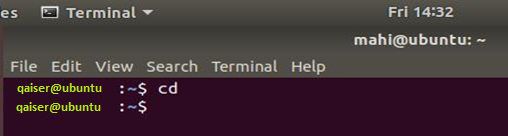 es Terminal Fri 14:32
mahi@ubuntu: ~
File Edit View Search Terminal Help
qaiser@ubuntu :~$ cd
qaiser@ubuntu :~$